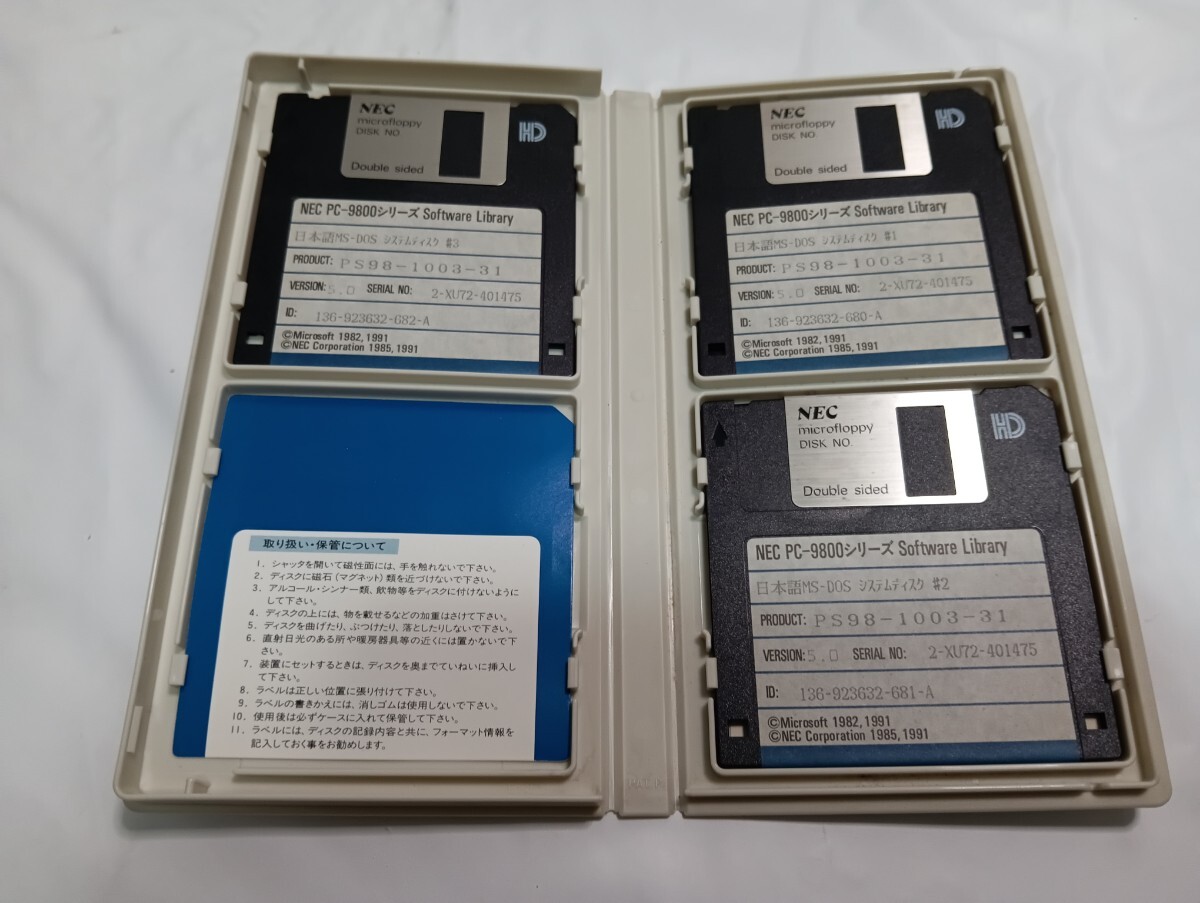 NEC
microfloppy
DISK NO
Double sided
HD
NEC PC-9800シリーズ Software Library
日本語MS-DOS システムディスク #3
PRODUCT: PS98-1003-31
VERSION: 5.0 SERIAL NO: 2-XU72-401475
ID: 136-923632-682-A
©Microsoft 1982, 1991
©NEC Corporation 1985, 1991
NEC
microfloppy
DISK NO
Double sided
HD
NEC PC-9800シリーズ Software Library
日本語MS-DOS システムディスク #1
PRODUCT: PS98-1003-31
VERSION: 5.0 SERIAL NO: 2-XU72-401475
ID: 136-923632-680-A
©Microsoft 1982, 1991
©NEC Corporation 1985, 1991
取り扱い・保管について
1. シャッタを開いて磁性面には、手を触れないで下さい。
2. ディスクに磁石(マグネット)類を近づけないで下さい。
3. アルコール・シンナー類、飲物等をディスクに付けないように
して下さい。
4. ディスクの上には、物を載せるなどの加重はさけて下さい。
5. ディスクを曲げたり、ぶつけたり、落としたりしないで下さい。
6. 直射日光のある所や暖房器具等の近くには置かないで下
さい。
7. 装置にセットするときは、ディスクを奥までていねいに挿入し
て下さい。
8. ラベルは正しい位置に張り付けて下さい。
9. ラベルの書きかえには、消しゴムは使用しないで下さい。
10. 使用後は必ずケースに入れて保管して下さい。
11. ラベルには、ディスクの記録内容と共に、フォーマット情報を
記入しておく事をお勧めします。
NEC
microfloppy
DISK NO.
Double sided
HD
NEC PC-9800シリーズ Software Library
日本語MS-DOS システムディスク #2
PRODUCT: PS98-1003-31
VERSION: 5.0 SERIAL NO: 2-XU72-401475
ID: 136-923632-681-A
©Microsoft 1982, 1991
©NEC Corporation 1985, 1991